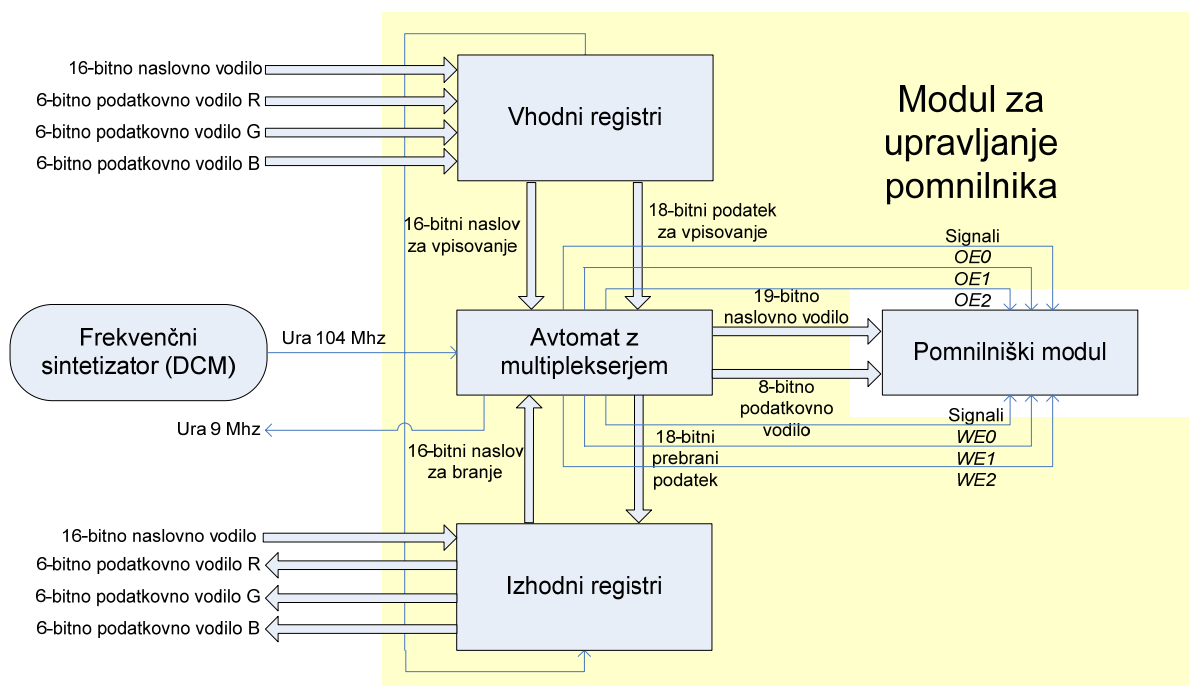 16-bitno naslovno vodilo
6-bitno podatkovno vodilo R
6-bitno podatkovno vodilo G
6-bitno podatkovno vodilo B
Vhodni registri
Modul za
upravljanje
pomnilnika
16-bitni naslov
za vpisovanje
18-bitni podatek
za vpisovanje
Signali
OE0
OE1
OE2
Frekvenčni
sintetizator (DCM)
Ura 104 Mhz
Avtomat z
multiplekserjem
19-bitno
naslovno vodilo
Pomnilniški modul
8-bitno
podatkovno
vodilo
Ura 9 Mhz
16-bitni naslov
za branje
18-bitni
prebrani
podatek
Signali
WE0
WE1
WE2
16-bitno naslovno vodilo
6-bitno podatkovno vodilo R
6-bitno podatkovno vodilo G
6-bitno podatkovno vodilo B
Izhodni registri